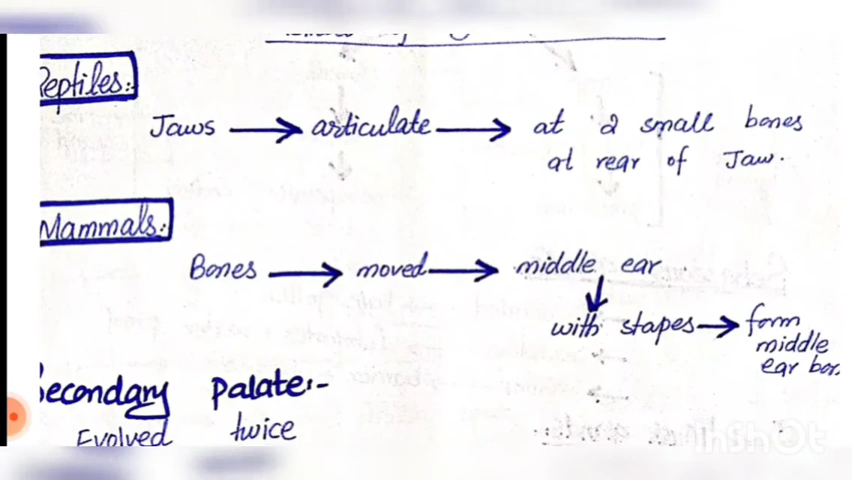 Reptiles:
Jaws → articulate → at 2 small bones
at rear of Jaw.
Mammals:
Bones → moved → middle ear
with stapes → form
middle
ear
Secondary Palate:-
Evolved twice
InShOt